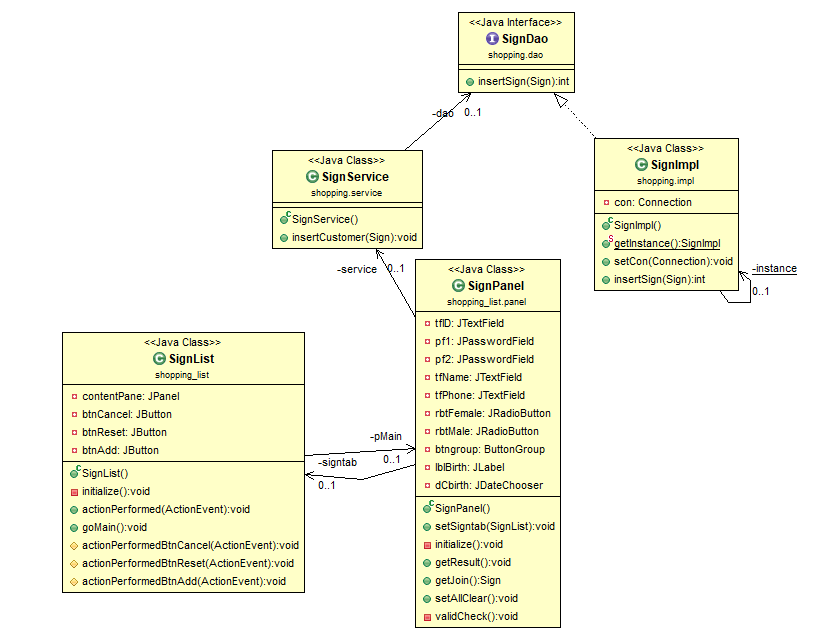 <<Java Interface>>
I SignDao
shopping.dao
insertSign(Sign):int
-dao 0..1
<<Java Class>>
C SignService
shopping.service
C SignService()
insertCustomer(Sign):void
<<Java Class>>
C SignImpl
shopping.impl
con: Connection
C SignImpl()
S getInstance():SignImpl
setCon(Connection):void
insertSign(Sign):int
-instance
0..1
-service 0..1
<<Java Class>>
C SignPanel
shopping_list.panel
tfID: JTextField
pf1: JPasswordField
pf2: JPasswordField
tfName: JTextField
tfPhone: JTextField
rbtFemale: JRadioButton
rbtMale: JRadioButton
btngroup: ButtonGroup
lblBirth: JLabel
dCbirth: JDateChooser
C SignPanel()
setSigntab(SignList):void
initialize():void
getResult():void
getJoin():Sign
setAllClear():void
validCheck():void
<<Java Class>>
C SignList
shopping_list
contentPane: JPanel
btnCancel: JButton
btnReset: JButton
btnAdd: JButton
C SignList()
initialize():void
actionPerformed(ActionEvent):void
goMain():void
actionPerformedBtnCancel(ActionEvent):void
actionPerformedBtnReset(ActionEvent):void
actionPerformedBtnAdd(ActionEvent):void
-pMain
0..1
-signtab
0..1